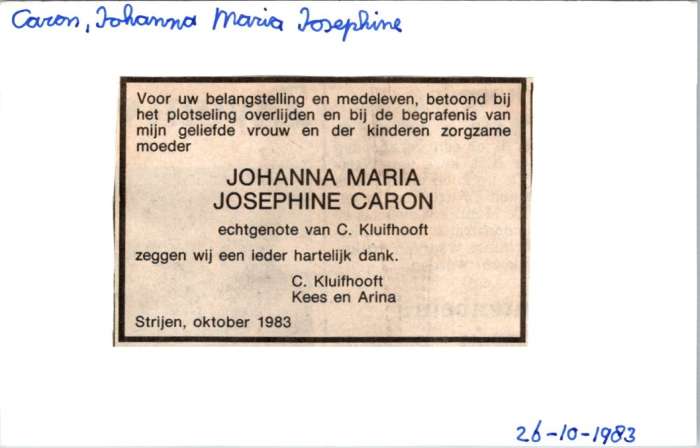 Caron, Johanna Maria Josephine
Voor uw belangstelling en medeleven, betoond bij
het plotseling overlijden en bij de begrafenis van
mijn geliefde vrouw en der kinderen zorgzame
moeder
JOHANNA MARIA
JOSEPHINE CARON
echtgenote van C. Kluifhooft
zeggen wij een ieder hartelijk dank.
C. Kluifhooft
Kees en Arina
Strijen, oktober 1983
26-10-1983